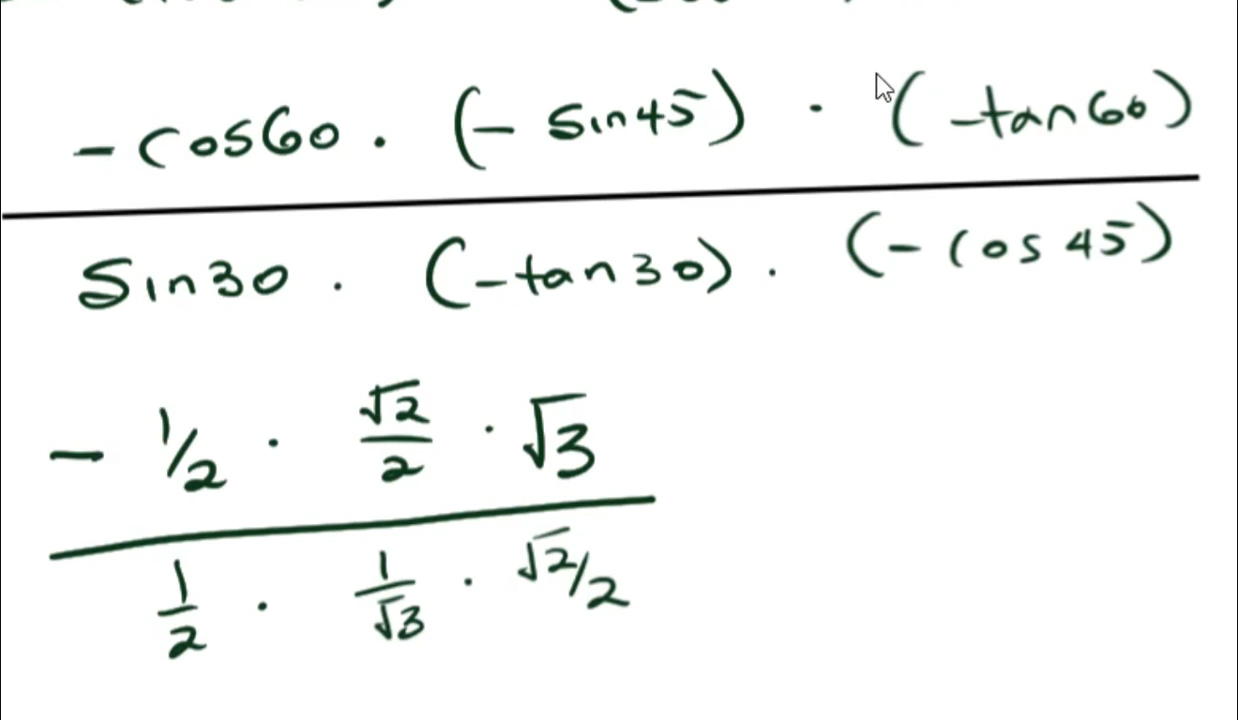 - cos60 . (- sin45) . (-tan60)
sin30 . (-tan30) . (-cos45)
- 1/2 . √2/2 . √3
1/2 . 1/√3 . √2/2